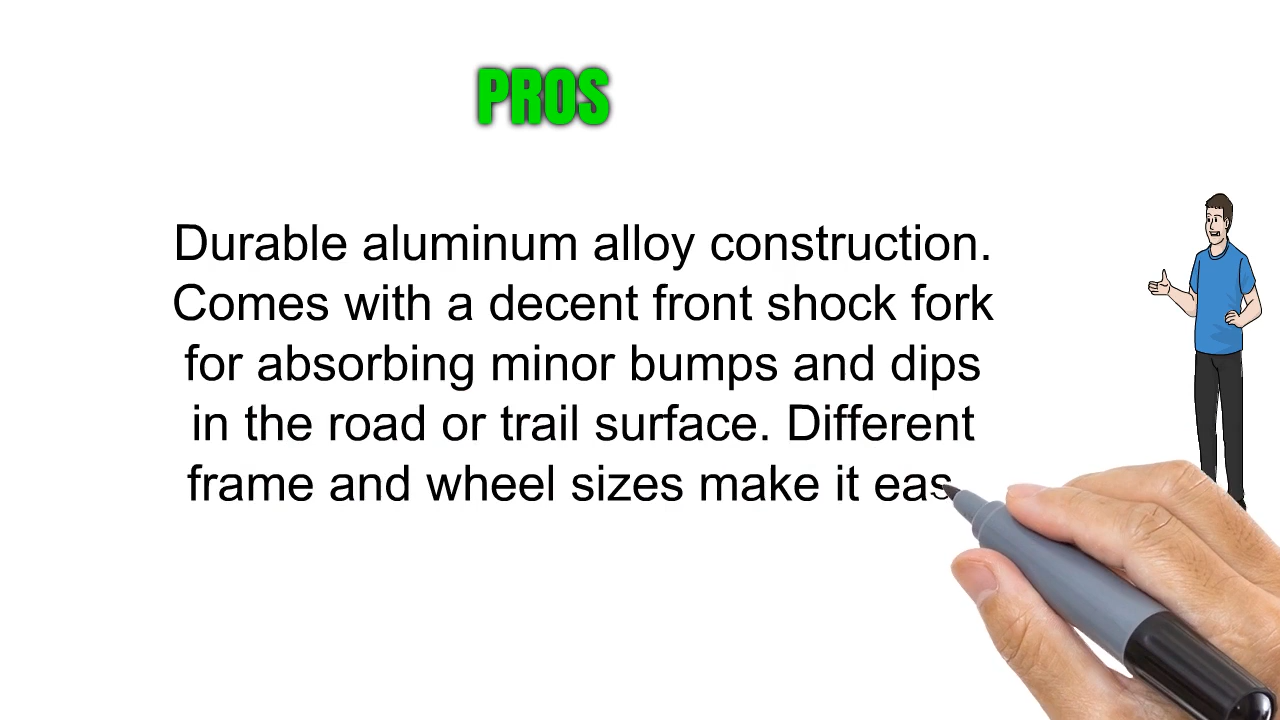 PROS
Durable aluminum alloy construction.
Comes with a decent front shock fork
for absorbing minor bumps and dips
in the road or trail surface. Different
frame and wheel sizes make it eas